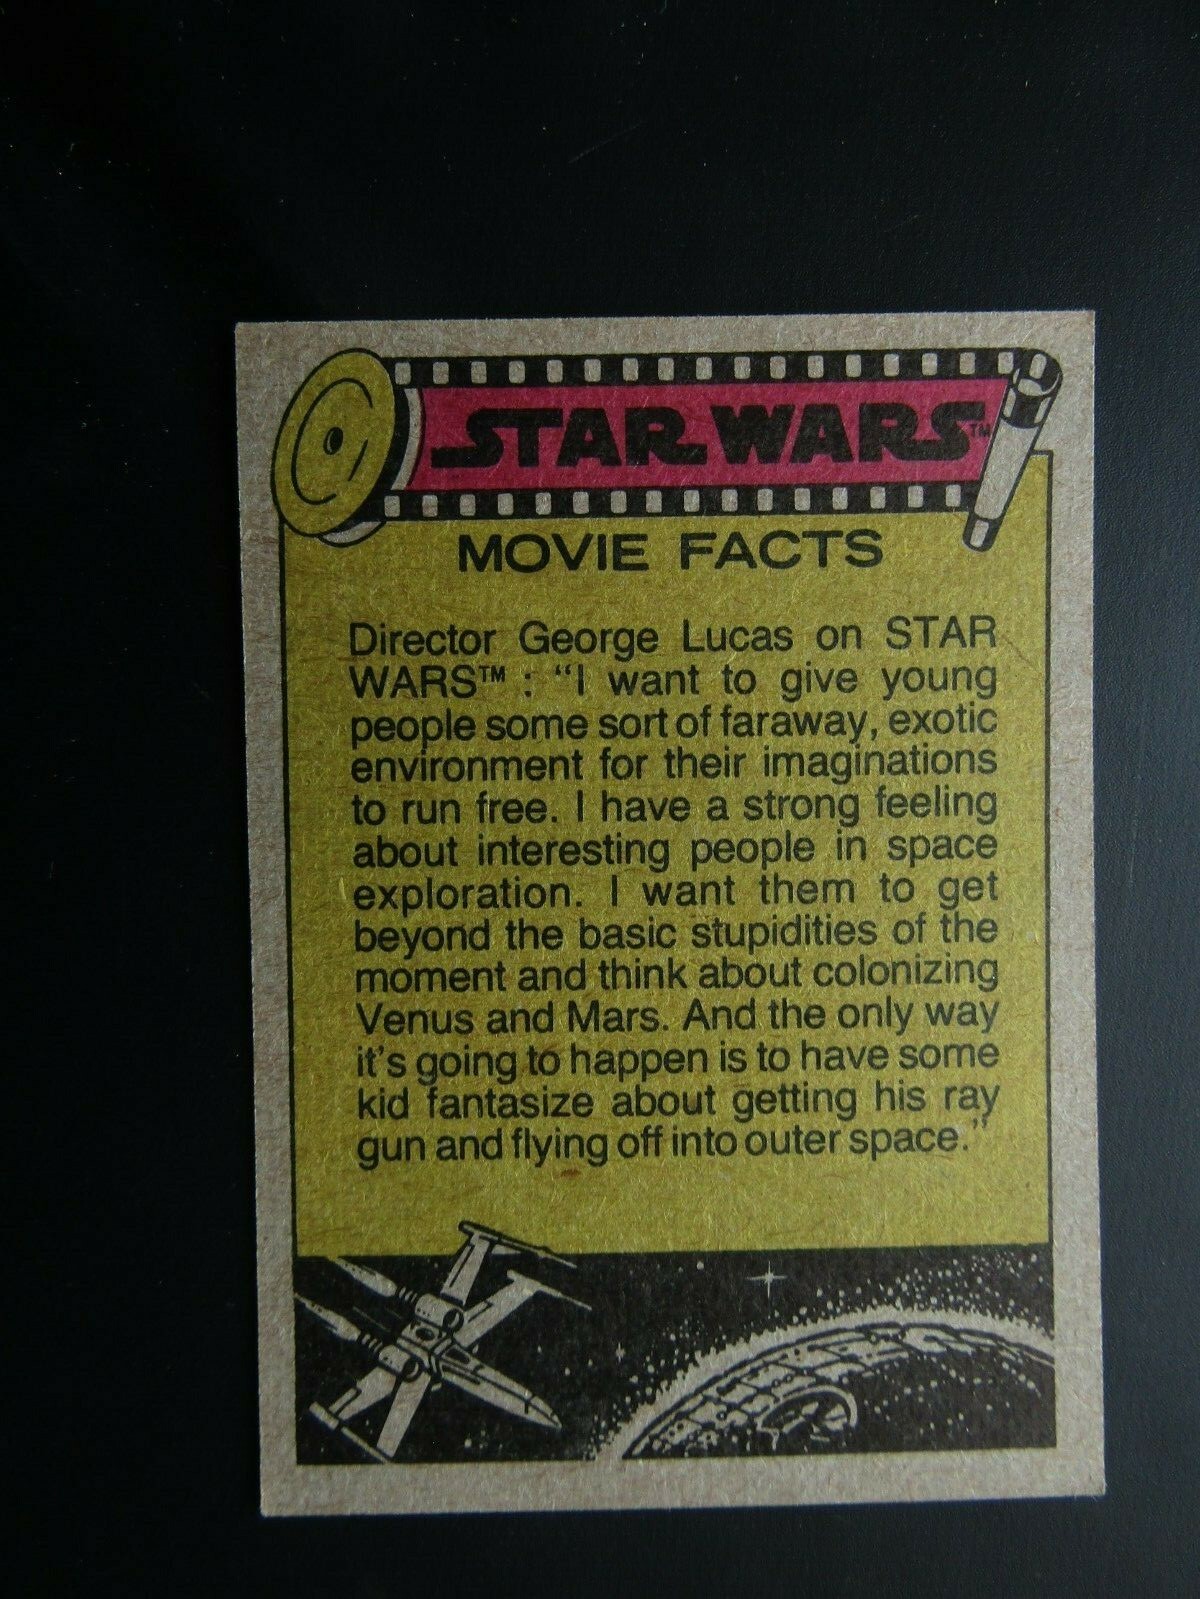 STAR WARS™
MOVIE FACTS
Director George Lucas on STAR
WARS™ : “I want to give young
people some sort of faraway, exotic
environment for their imaginations
to run free. I have a strong feeling
about interesting people in space
exploration. I want them to get
beyond the basic stupidities of the
moment and think about colonizing
Venus and Mars. And the only way
it's going to happen is to have some
kid fantasize about getting his ray
gun and flying off into outer space.”